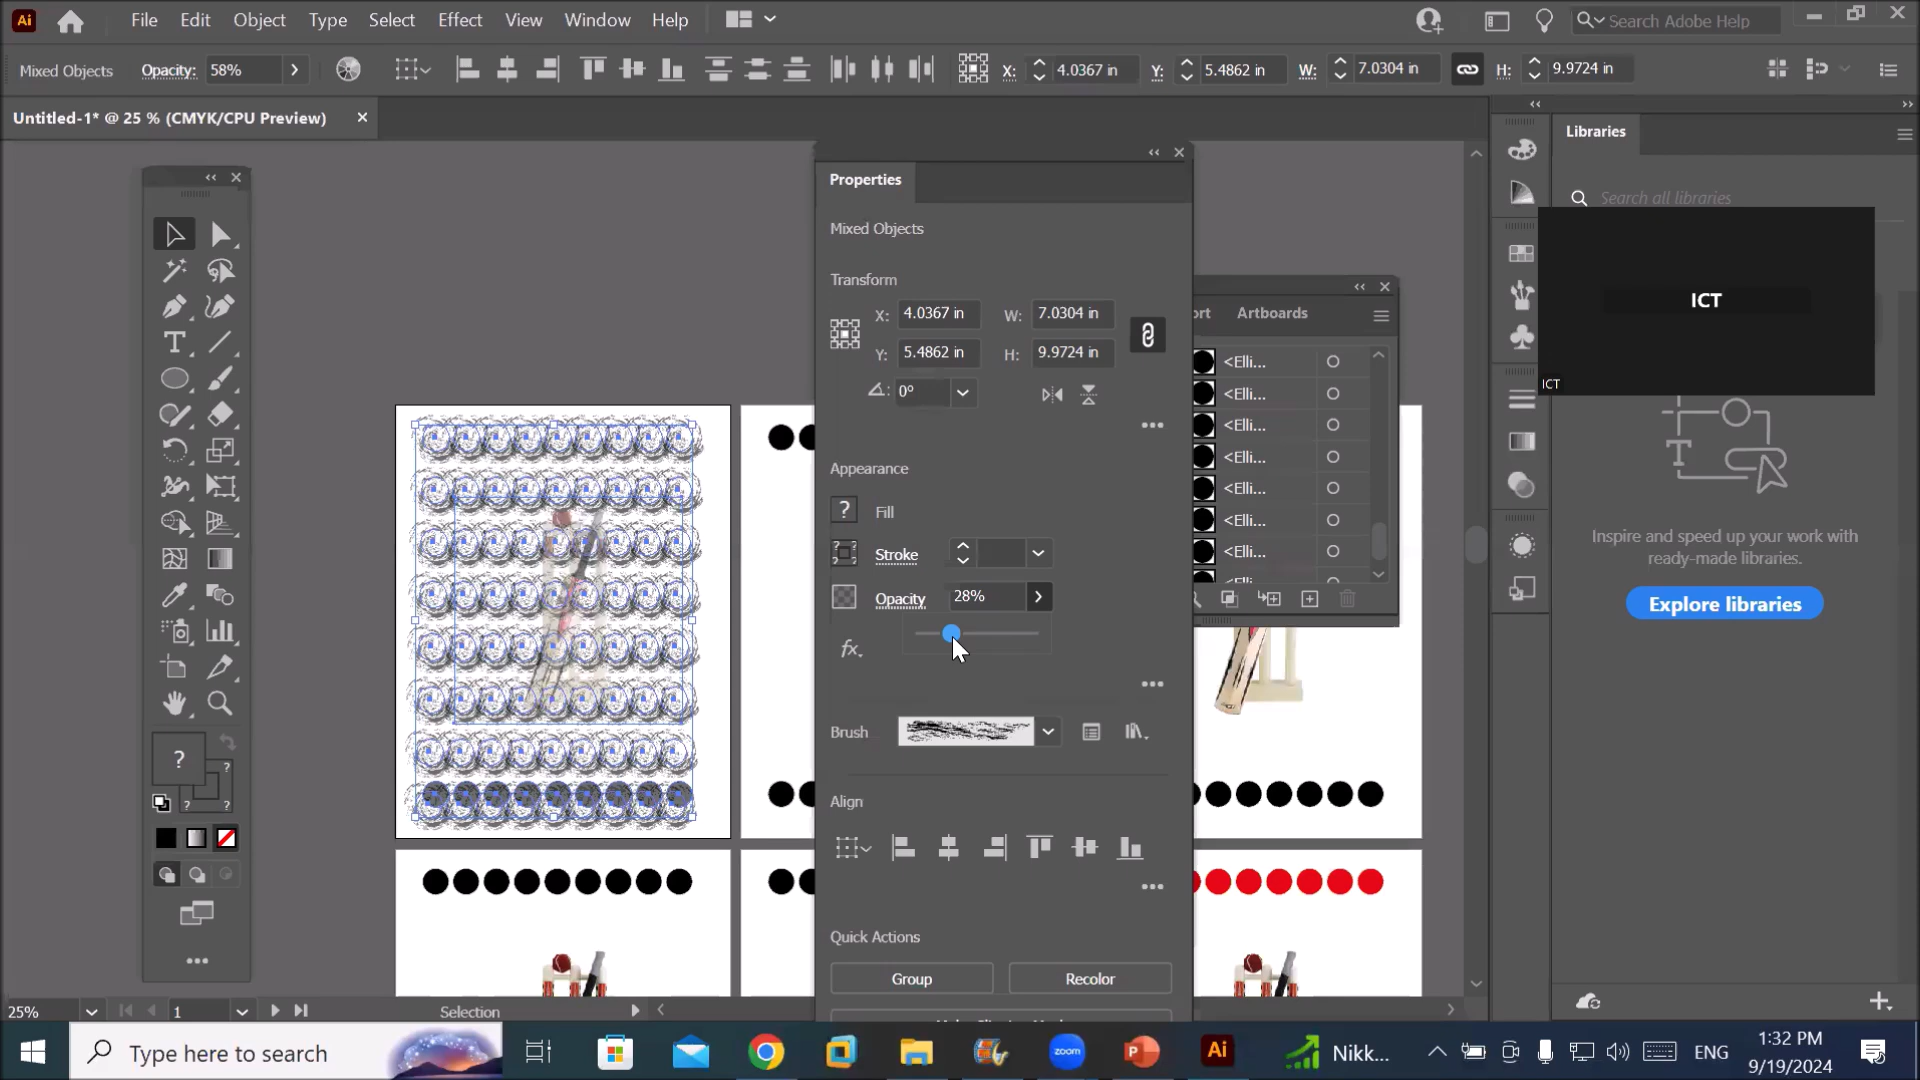 Ai File Edit Object Type Select Effect View Window Help Search Adobe Help
Mixed Objects Opacity: 58% X: 4.0367 in Y: 5.4862 in W: 7.0304 in H: 9.9724 in
Untitled-1* @ 25 % (CMYK/CPU Preview)
Libraries
Search all libraries
ICT
ICT
Properties
Mixed Objects
Transform
X: 4.0367 in W: 7.0304 in
Y: 5.4862 in H: 9.9724 in
0°
Appearance
? Fill
Stroke
Opacity 28%
fx.
Brush
Align
Quick Actions
Group Recolor
ort Artboards
<Elli...
<Elli...
<Elli...
<Elli...
<Elli...
<Elli...
<Elli...
Inspire and speed up your work with
ready-made libraries.
Explore libraries
?
?
? ?
25% 1 Selection
Type here to search
zoom
P
Ai
Nikk...
ENG
1:32 PM
9/19/2024